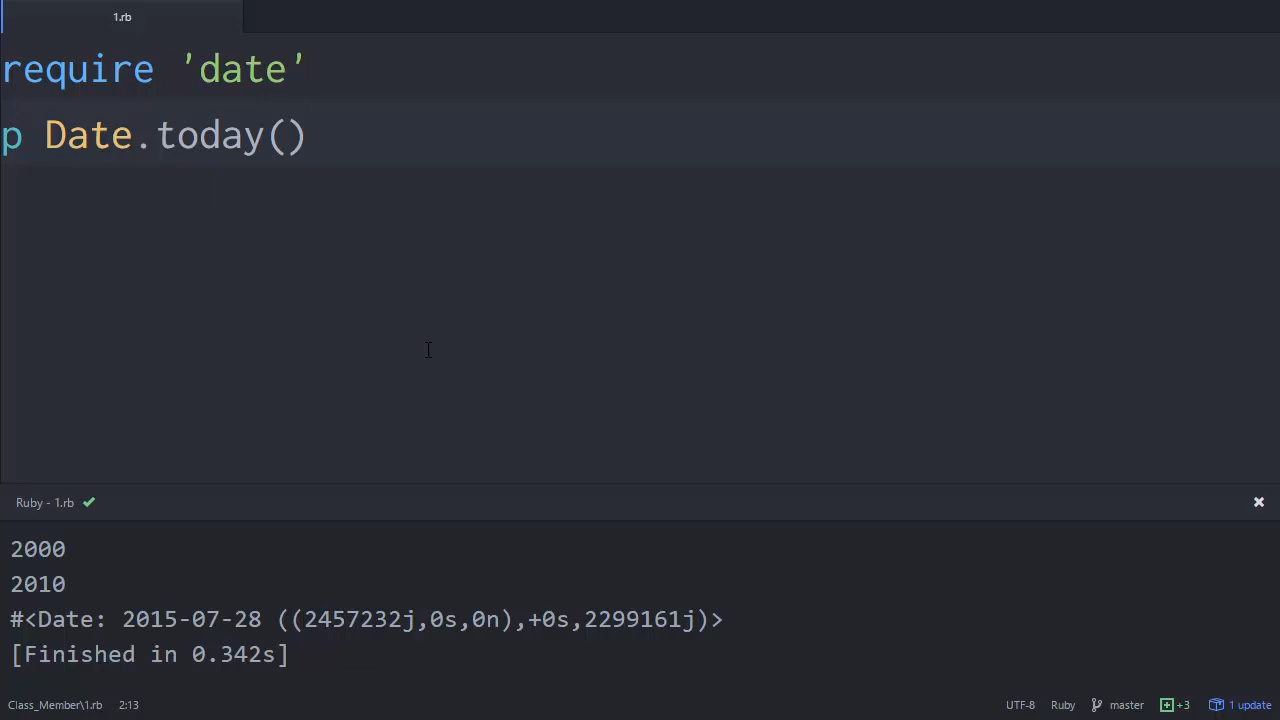 1.rb
require 'date'
p Date.today()
Ruby - 1.rb
2000
2010
#<Date: 2015-07-28 ((2457232j,0s,0n),+0s,2299161j)>
[Finished in 0.342s]
Class_Member\1.rb 2:13 UTF-8 Ruby master +3 1 update